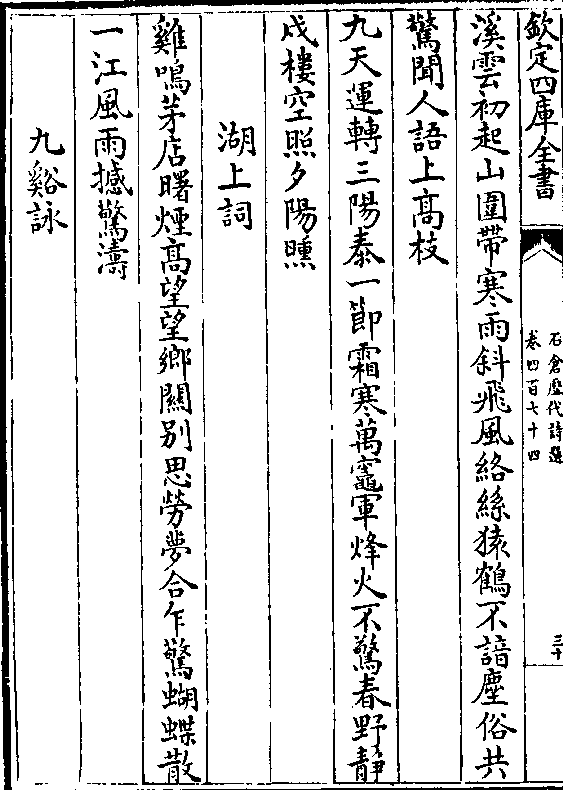 欽定四庫全書
石倉歷代詩選
卷四百七十四
三十
溪雲初起山圍帶寒雨斜飛風絡絲猿鶴不諳塵俗共
驚聞人語上高枝
九天運轉三陽泰一節霜寒萬竈軍烽火不驚春野静
戍樓空照夕陽曛
湖上詞
雞鳴茅店曙煙高望望鄉關别思勞夢合乍驚蝴蝶散
一江風雨撼驚濤
九谿詠